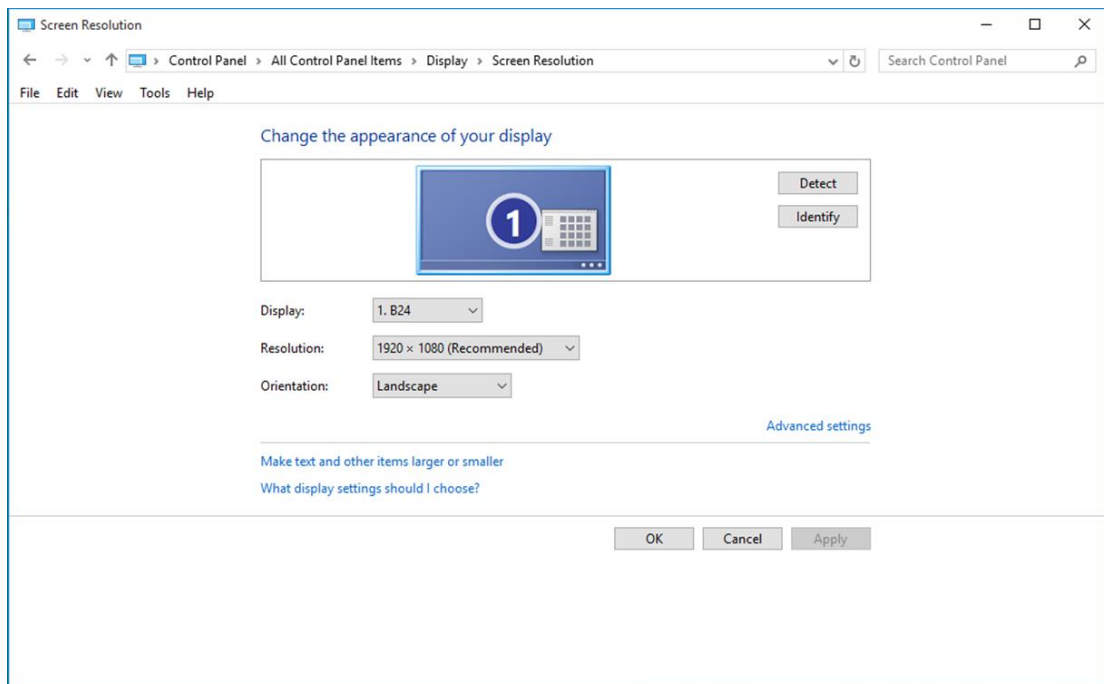 Screen Resolution
Control Panel > All Control Panel Items > Display > Screen Resolution
Search Control Panel
File Edit View Tools Help
Change the appearance of your display
1
Detect
Identify
Display: 1. B24
Resolution: 1920 × 1080 (Recommended)
Orientation: Landscape
Advanced settings
Make text and other items larger or smaller
What display settings should I choose?
OK Cancel Apply